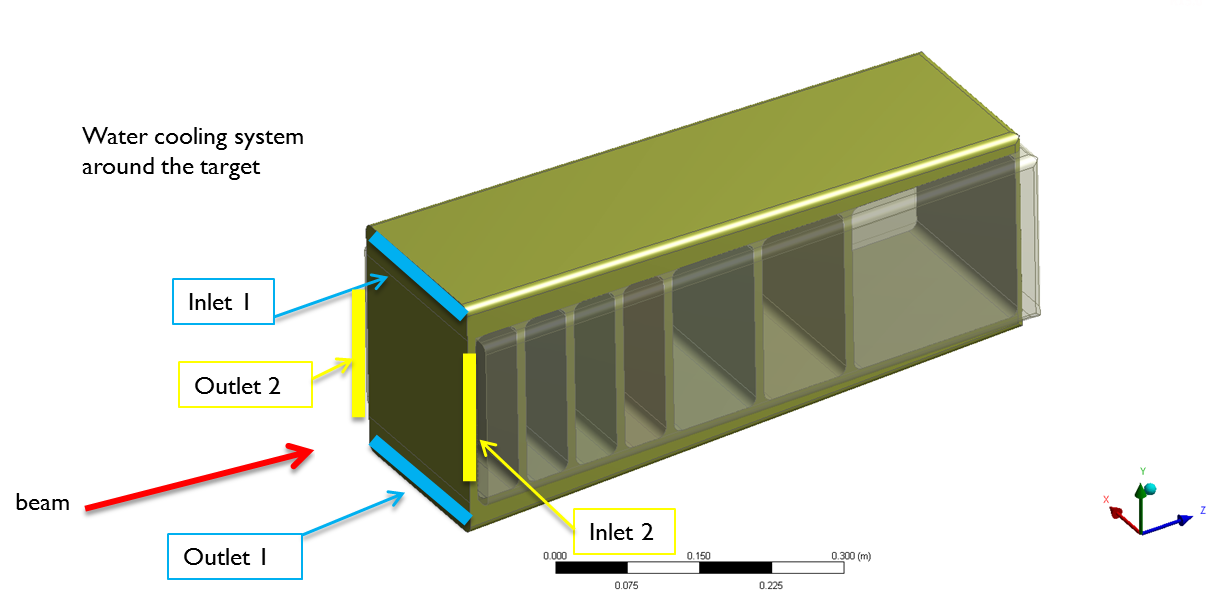 Water cooling system
around the target
Inlet 1
Outlet 2
beam
Outlet 1
Inlet 2
0.000
0.150
0.300 (m)
0.075
0.225
Y
X
Z